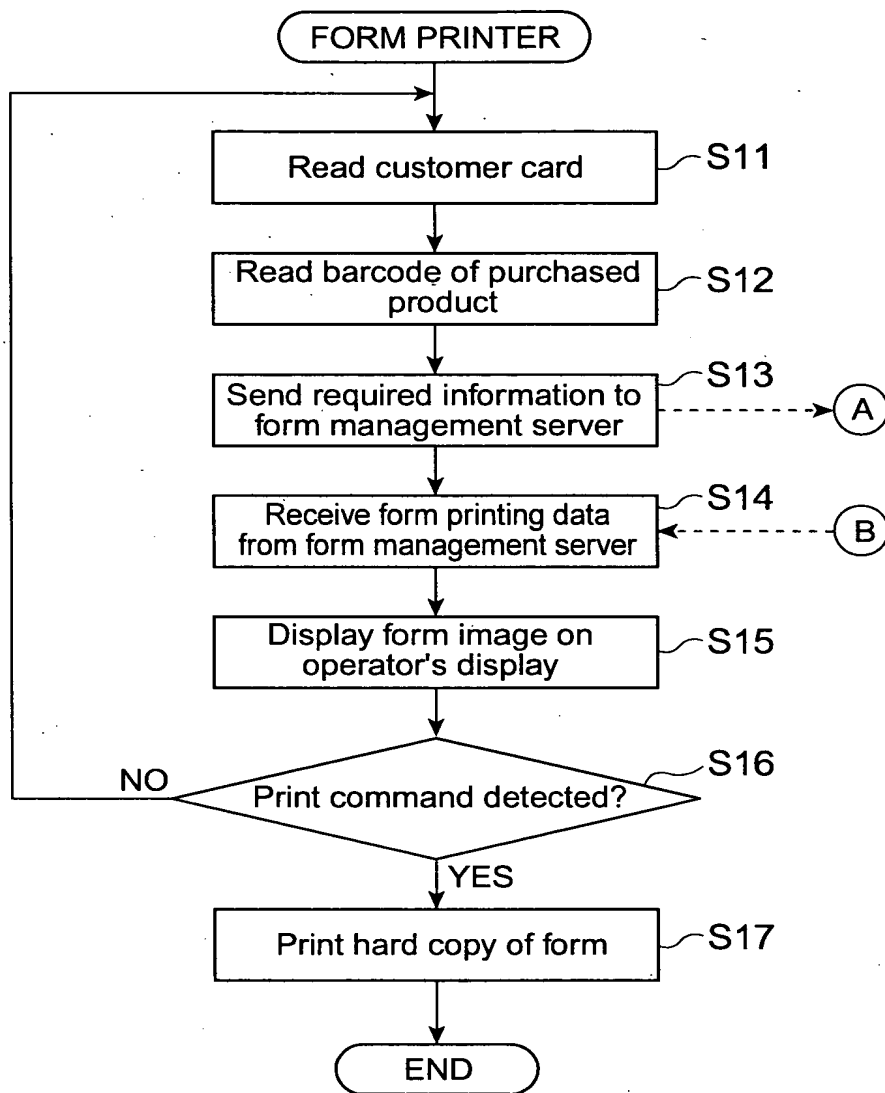 FORM PRINTER
Read customer card
S11
Read barcode of purchased
product
S12
Send required information to
form management server
S13
A
Receive form printing data
from form management server
S14
B
Display form image on
operator's display
S15
Print command detected?
S16
NO
YES
Print hard copy of form
S17
END